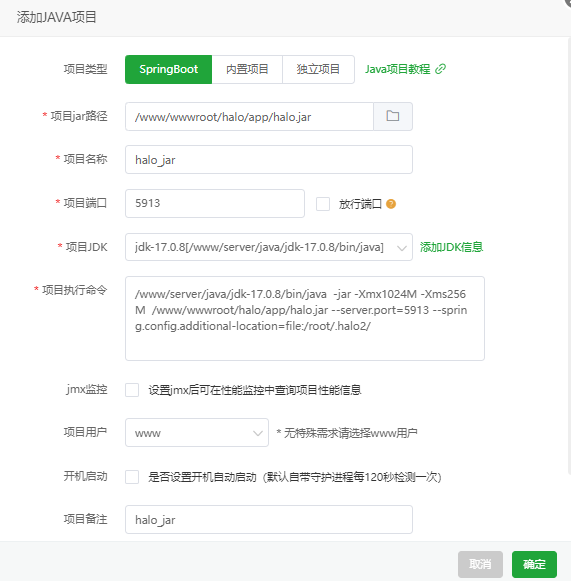 添加JAVA项目
项目类型 SpringBoot 内置项目 独立项目 Java项目教程
* 项目jar路径 /www/wwwroot/halo/app/halo.jar
* 项目名称 halo_jar
* 项目端口 5913 放行端口 ?
* 项目JDK jdk-17.0.8[/www/server/java/jdk-17.0.8/bin/java] 添加JDK信息
* 项目执行命令 /www/server/java/jdk-17.0.8/bin/java -jar -Xmx1024M -Xms256
M /www/wwwroot/halo/app/halo.jar --server.port=5913 --sprin
g.config.additional-location=file:/root/.halo2/
jmx监控 设置jmx后可在性能监控中查询项目性能信息
项目用户 www * 无特殊需求请选择www用户
开机启动 是否设置开机自动启动（默认自带守护进程每120秒检测一次）
项目备注 halo_jar
取消 确定